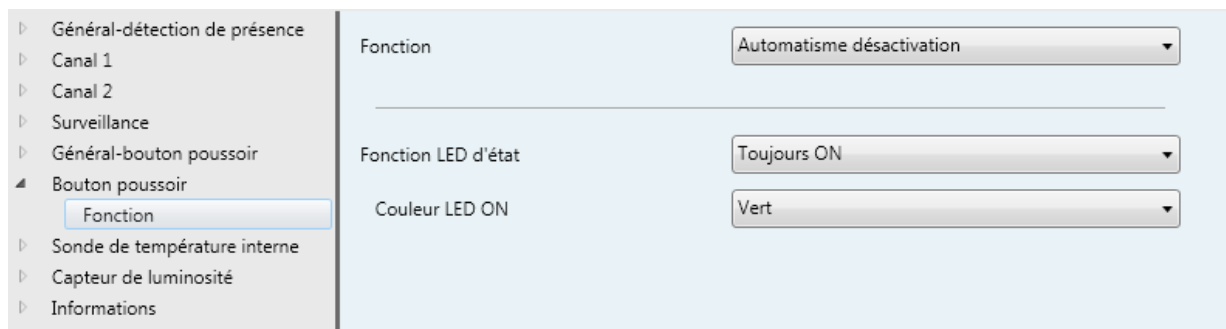 Général-détection de présence
Canal 1
Canal 2
Surveillance
Général-bouton poussoir
Bouton poussoir
Fonction
Sonde de température interne
Capteur de luminosité
Informations
Fonction Automatisme désactivation
Fonction LED d'état Toujours ON
Couleur LED ON Vert